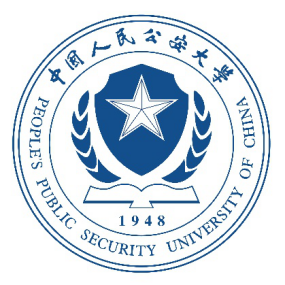 中国人民公安大学
PEOPLE'S PUBLIC SECURITY UNIVERSITY OF CHINA
1948